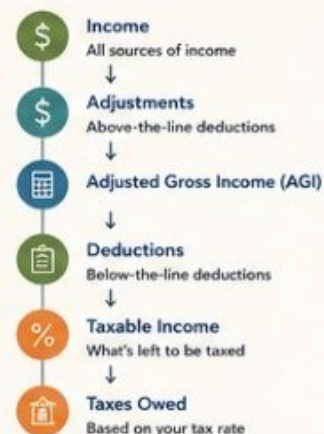 $
Income
All sources of income
↓
$
Adjustments
Above-the-line deductions
↓
Adjusted Gross Income (AGI)
↓
Deductions
Below-the-line deductions
↓
%
Taxable Income
What's left to be taxed
↓
Taxes Owed
Based on your tax rate